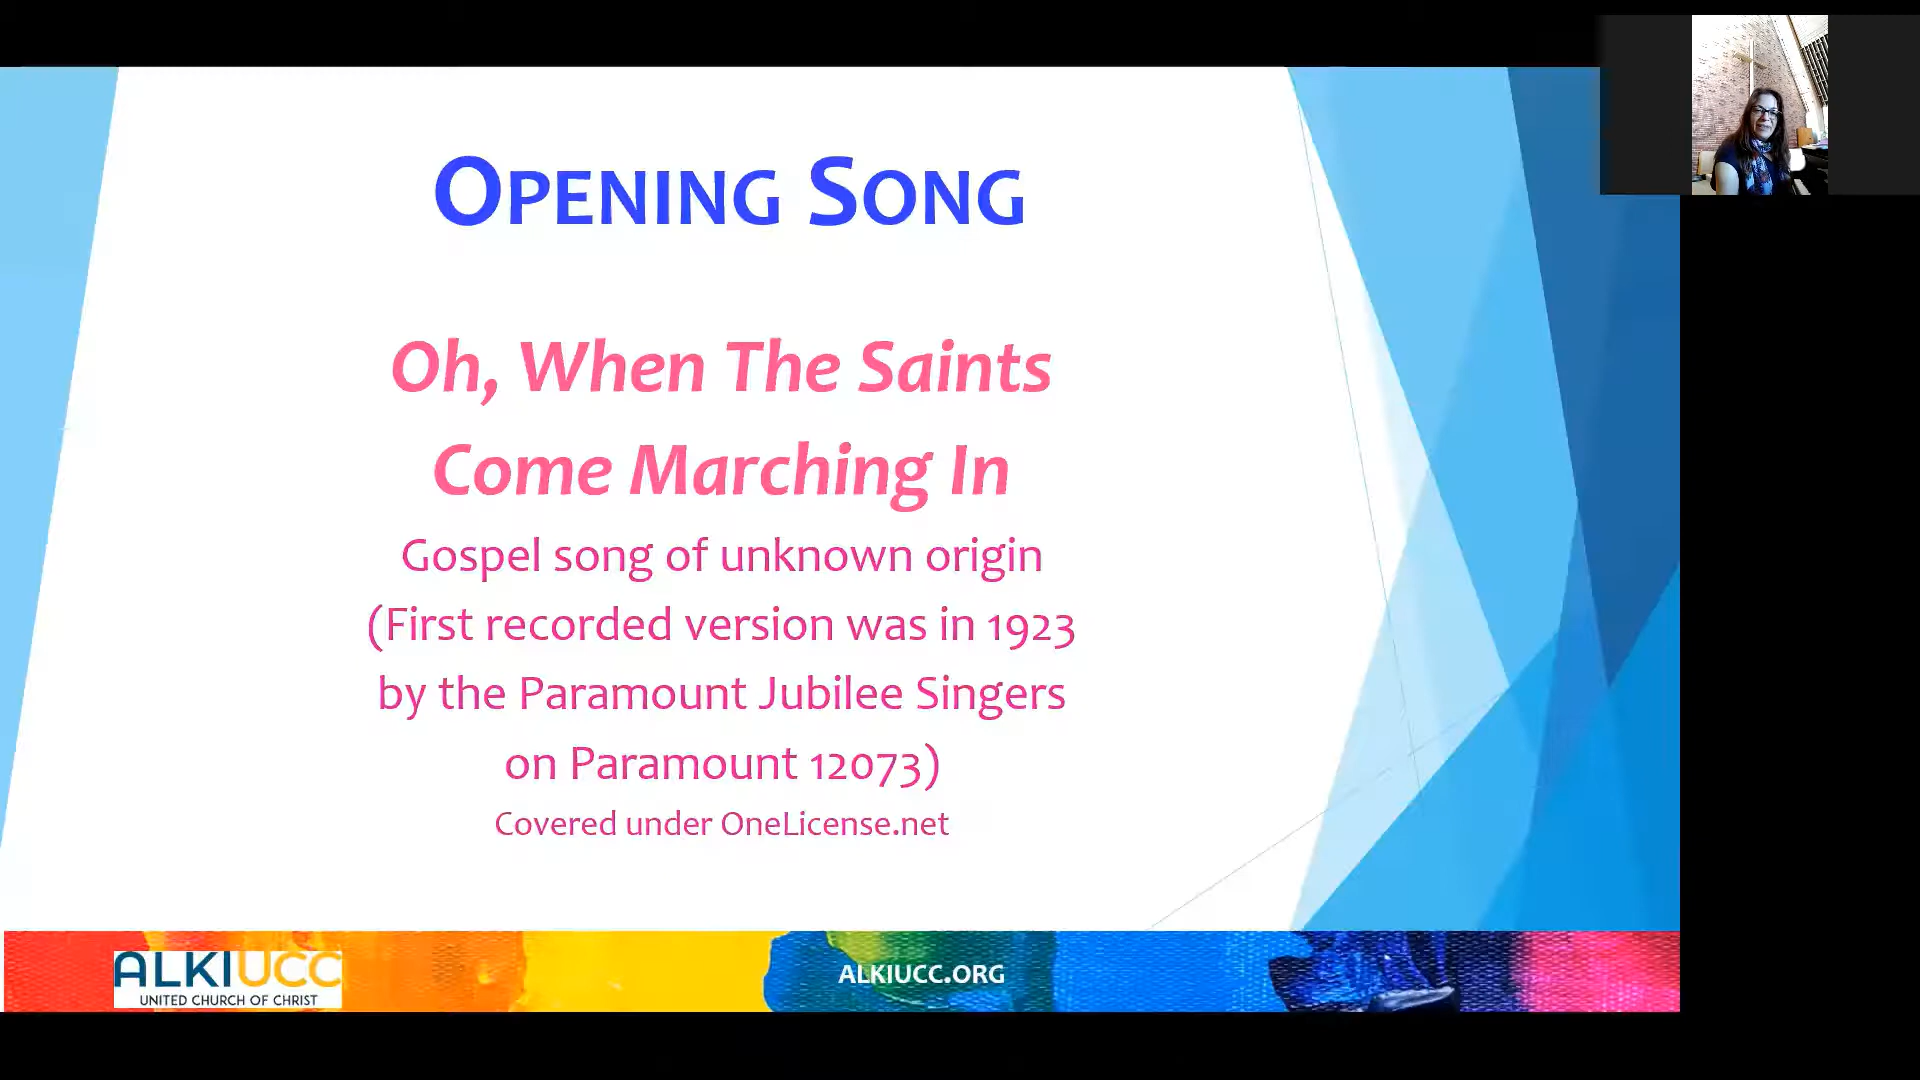 OPENING SONG
Oh, When The Saints
Come Marching In
Gospel song of unknown origin
(First recorded version was in 1923
by the Paramount Jubilee Singers
on Paramount 12073)
Covered under OneLicense.net
ALKIUCC
UNITED CHURCH OF CHRIST
ALKIUCC.ORG